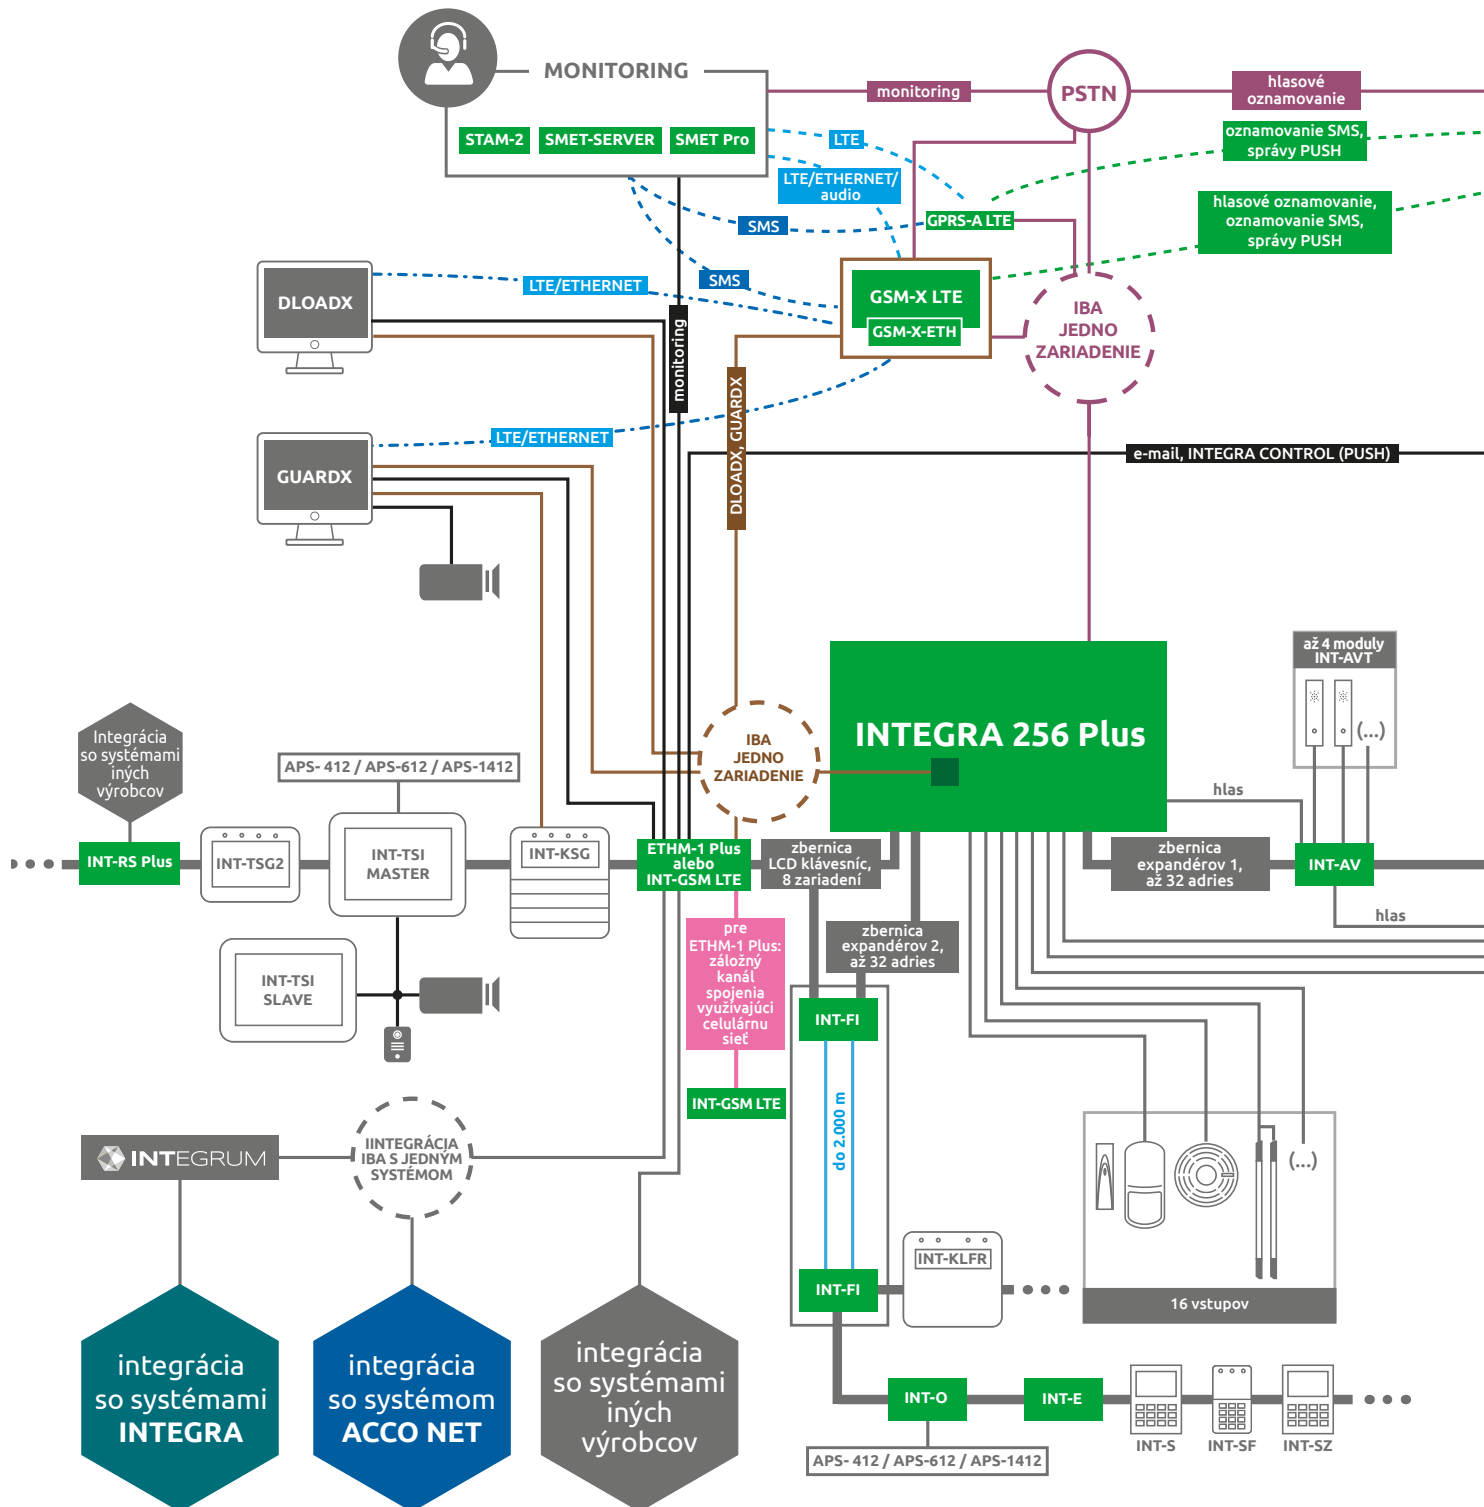 MONITORING
STAM-2
SMET-SERVER
SMET Pro
monitoring
PSTN
hlasové
oznamovanie
LTE
oznamovanie SMS,
správy PUSH
LTE/ETHERNET/
audio
SMS
GPRS-A LTE
hlasové oznamovanie,
oznamovanie SMS,
správy PUSH
DLOADX
LTE/ETHERNET
SMS
GSM-X LTE
GSM-X-ETH
IBA
JEDNO
ZARIADENIE
monitoring
DLOADX, GUARDX
GUARDX
LTE/ETHERNET
e-mail, INTEGRA CONTROL (PUSH)
až 4 moduly
INT-AVT
(...)
INTEGRA 256 Plus
IBA
JEDNO
ZARIADENIE
Integrácia
so systémami
iných
výrobcov
APS- 412 / APS-612 / APS-1412
hlas
INT-RS Plus
INT-TSG2
INT-TSI
MASTER
INT-KSG
ETHM-1 Plus
alebo
INT-GSM LTE
zbernica
LCD klávesníc,
8 zariadení
zbernica
expandérov 1,
až 32 adries
INT-AV
hlas
pre
ETHM-1 Plus:
záložný
kanál
spojenia
využívajúci
celulárnu
sieť
zbernica
expandérov 2,
až 32 adries
INT-TSI
SLAVE
INT-FI
INT-GSM LTE
do 2.000 m
INTEGRUM
IINTEGRÁCIA
IBA S JEDNÝM
SYSTÉMOM
(...)
INT-KLFR
INT-FI
16 vstupov
integrácia
so systémami
INTEGRA
integrácia
so systémom
ACCO NET
integrácia
so systémami
iných
výrobcov
INT-O
INT-E
INT-S
INT-SF
INT-SZ
APS- 412 / APS-612 / APS-1412